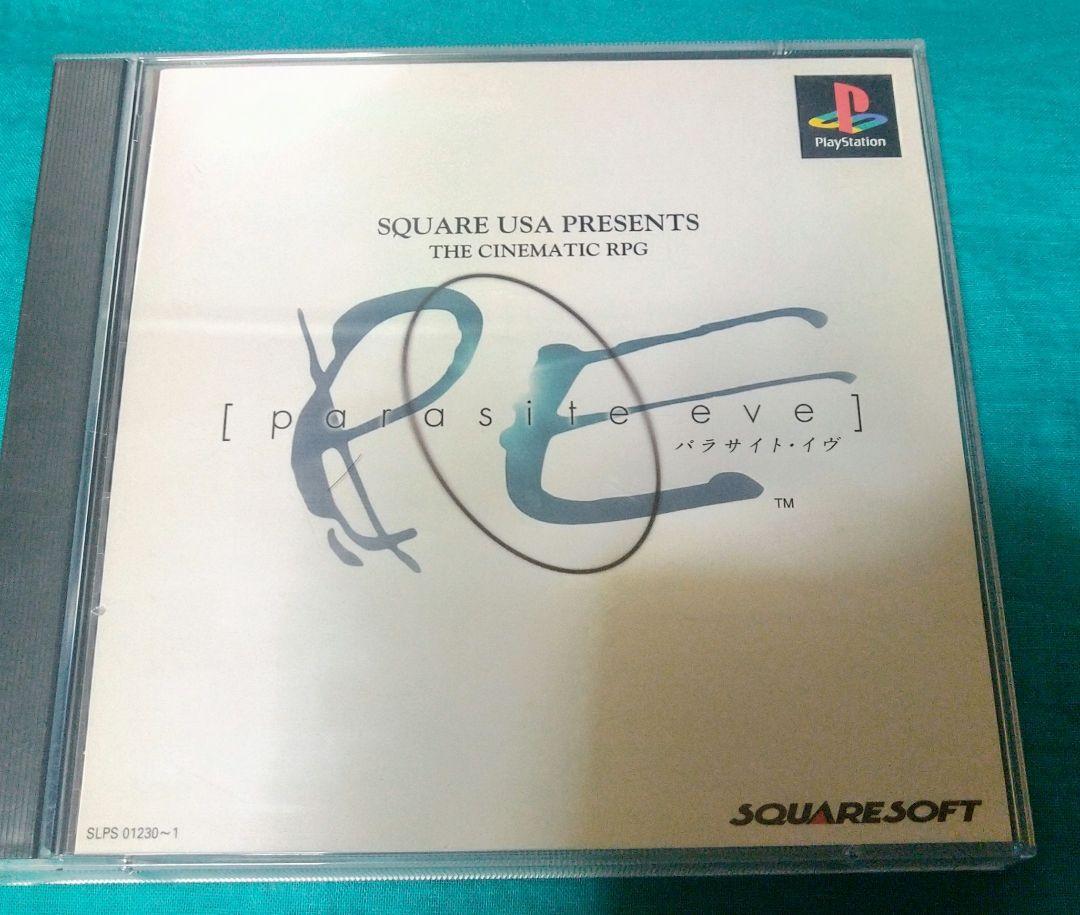 PlayStation
SQUARE USA PRESENTS
THE CINEMATIC RPG
PE
[ parasite eve ]
パラサイト・イヴ
TM
SQUARESOFT
SLPS 01230~1